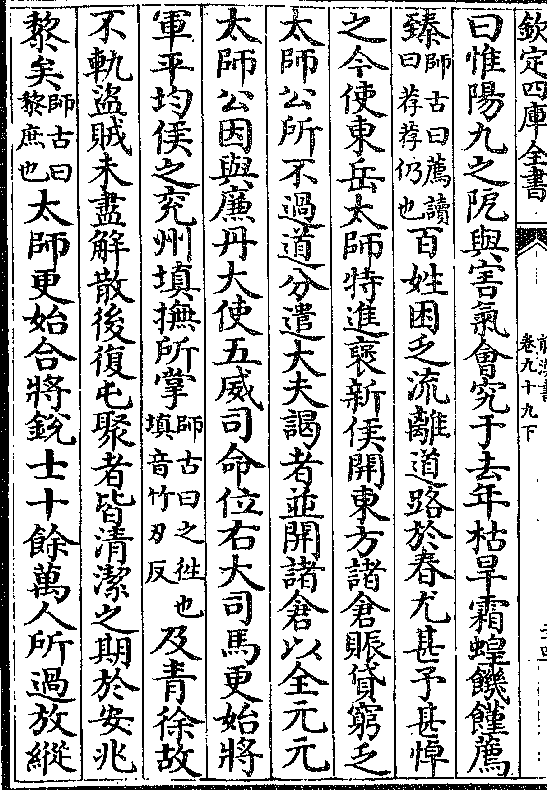 欽定四庫全書
卷九十九下
曰惟陽九之阸與害氣會究于去年枯旱霜蝗饑饉薦
臻師古曰薦讀曰荐荐仍也百姓困乏流離道路於春尤甚予甚悼
之今使東岳太師特進襃新侯開東方諸倉賑貸窮乏
太師公所不過道分遣大夫謁者並開諸倉以全元元
太師公因與廉丹大使五威司命位右大司馬更始將
軍平均侯之兖州填撫所掌師古曰之徃也填音竹刃反及青徐故
不軌盜賊未盡解散後復屯聚者皆清潔之期於安兆
黎矣師古曰黎庶也太師更始合將銳士十餘萬人所過放縱